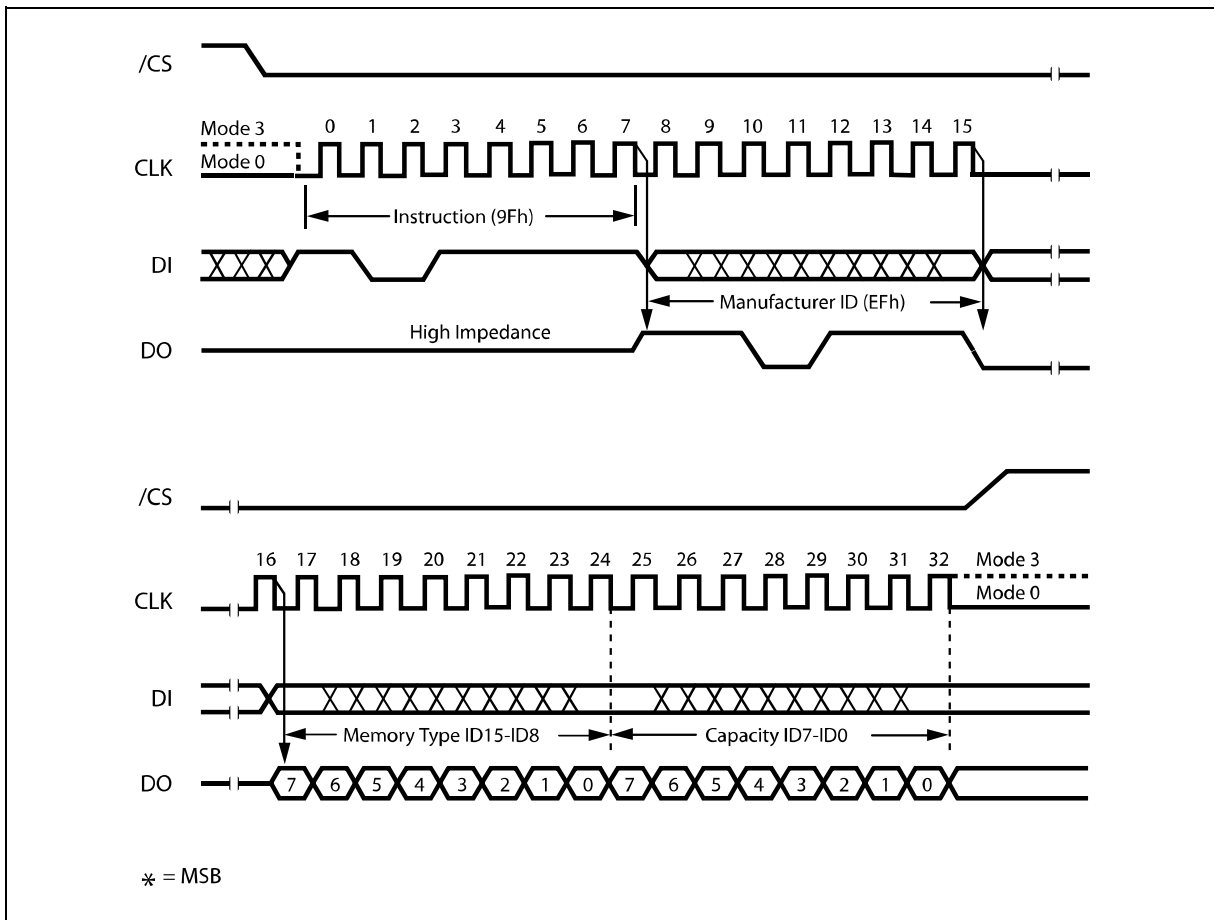 /CS
Mode 3
0 1 2 3 4 5 6 7 8 9 10 11 12 13 14 15
CLK
Mode 0
Instruction (9Fh)
DI
Manufacturer ID (EFh)
High Impedance
DO
/CS
16 17 18 19 20 21 22 23 24 25 26 27 28 29 30 31 32
Mode 3
CLK
Mode 0
DI
Memory Type ID15-ID8
Capacity ID7-ID0
DO
7 6 5 4 3 2 1 0 7 6 5 4 3 2 1 0
* = MSB